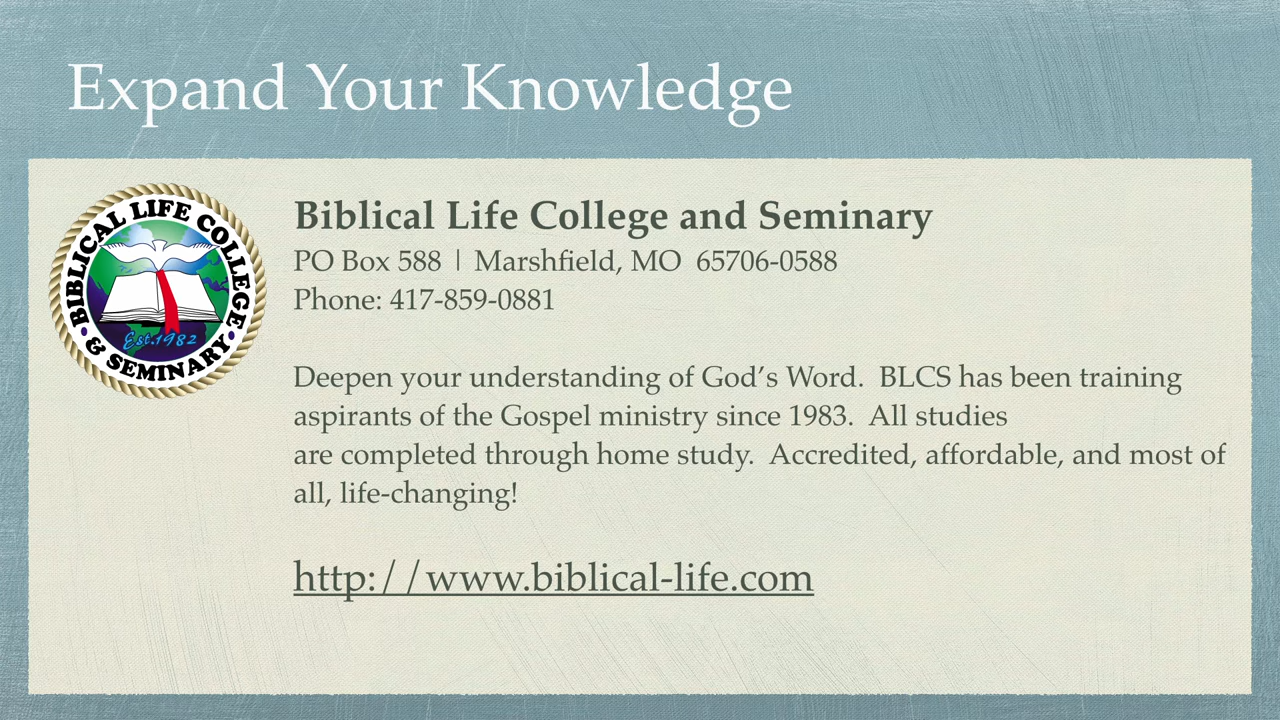 Expand Your Knowledge
BIBLICAL LIFE COLLEGE
& SEMINARY
Est.1982
Biblical Life College and Seminary
PO Box 588 | Marshfield, MO  65706-0588
Phone: 417-859-0881
Deepen your understanding of God’s Word.  BLCS has been training
aspirants of the Gospel ministry since 1983.  All studies
are completed through home study.  Accredited, affordable, and most of
all, life-changing!
http://www.biblical-life.com